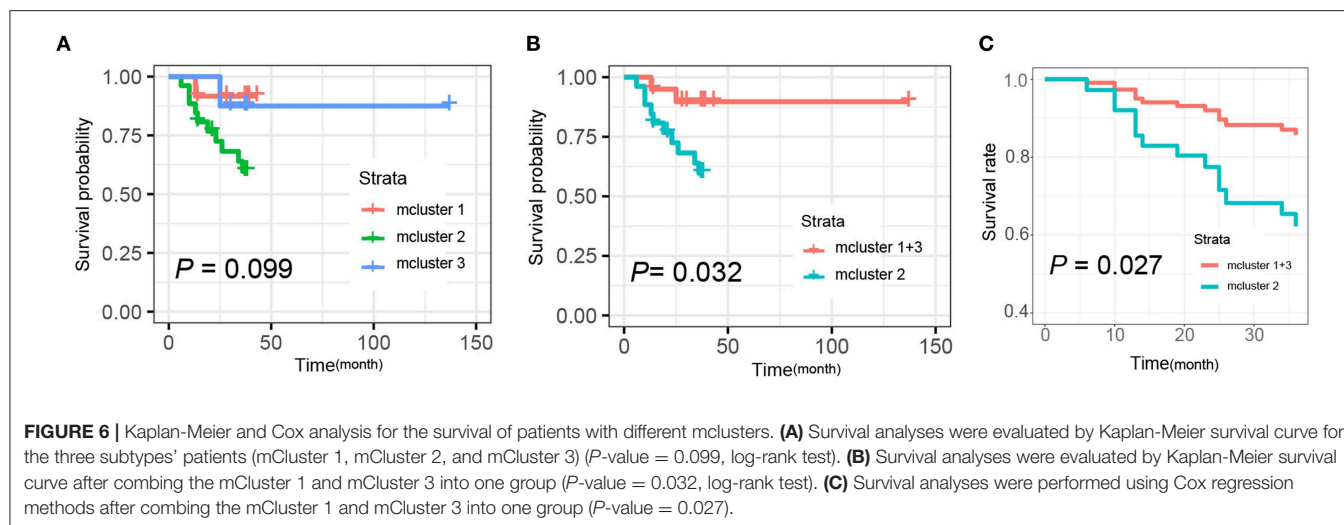 A
Survival probability
1.00
0.75
0.50
0.25
0.00
P = 0.099
Strata
mcluster 1
mcluster 2
mcluster 3
0
50
100
150
Time(month)
B
Survival probability
1.00
0.75
0.50
0.25
0.00
P= 0.032
Strata
mcluster 1+3
mcluster 2
0
50
100
150
Time(month)
C
Survival rate
1.0
0.8
0.6
0.4
P = 0.027
Strata
mcluster 1+3
mcluster 2
0
10
20
30
Time(month)
FIGURE 6 | Kaplan-Meier and Cox analysis for the survival of patients with different mclusters. (A) Survival analyses were evaluated by Kaplan-Meier survival curve for
the three subtypes' patients (mCluster 1, mCluster 2, and mCluster 3) (P-value = 0.099, log-rank test). (B) Survival analyses were evaluated by Kaplan-Meier survival
curve after combing the mCluster 1 and mCluster 3 into one group (P-value = 0.032, log-rank test). (C) Survival analyses were performed using Cox regression
methods after combing the mCluster 1 and mCluster 3 into one group (P-value = 0.027).